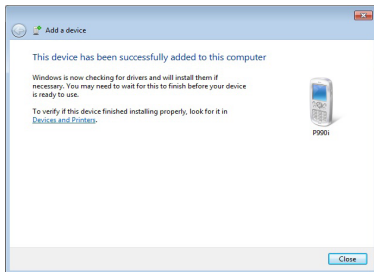 Add a device
This device has been successfully added to this computer
Windows is now checking for drivers and will install them if
necessary. You may need to wait for this to finish before your device
is ready to use.
To verify if this device finished installing properly, look for it in
Devices and Printers.
P990i
Close